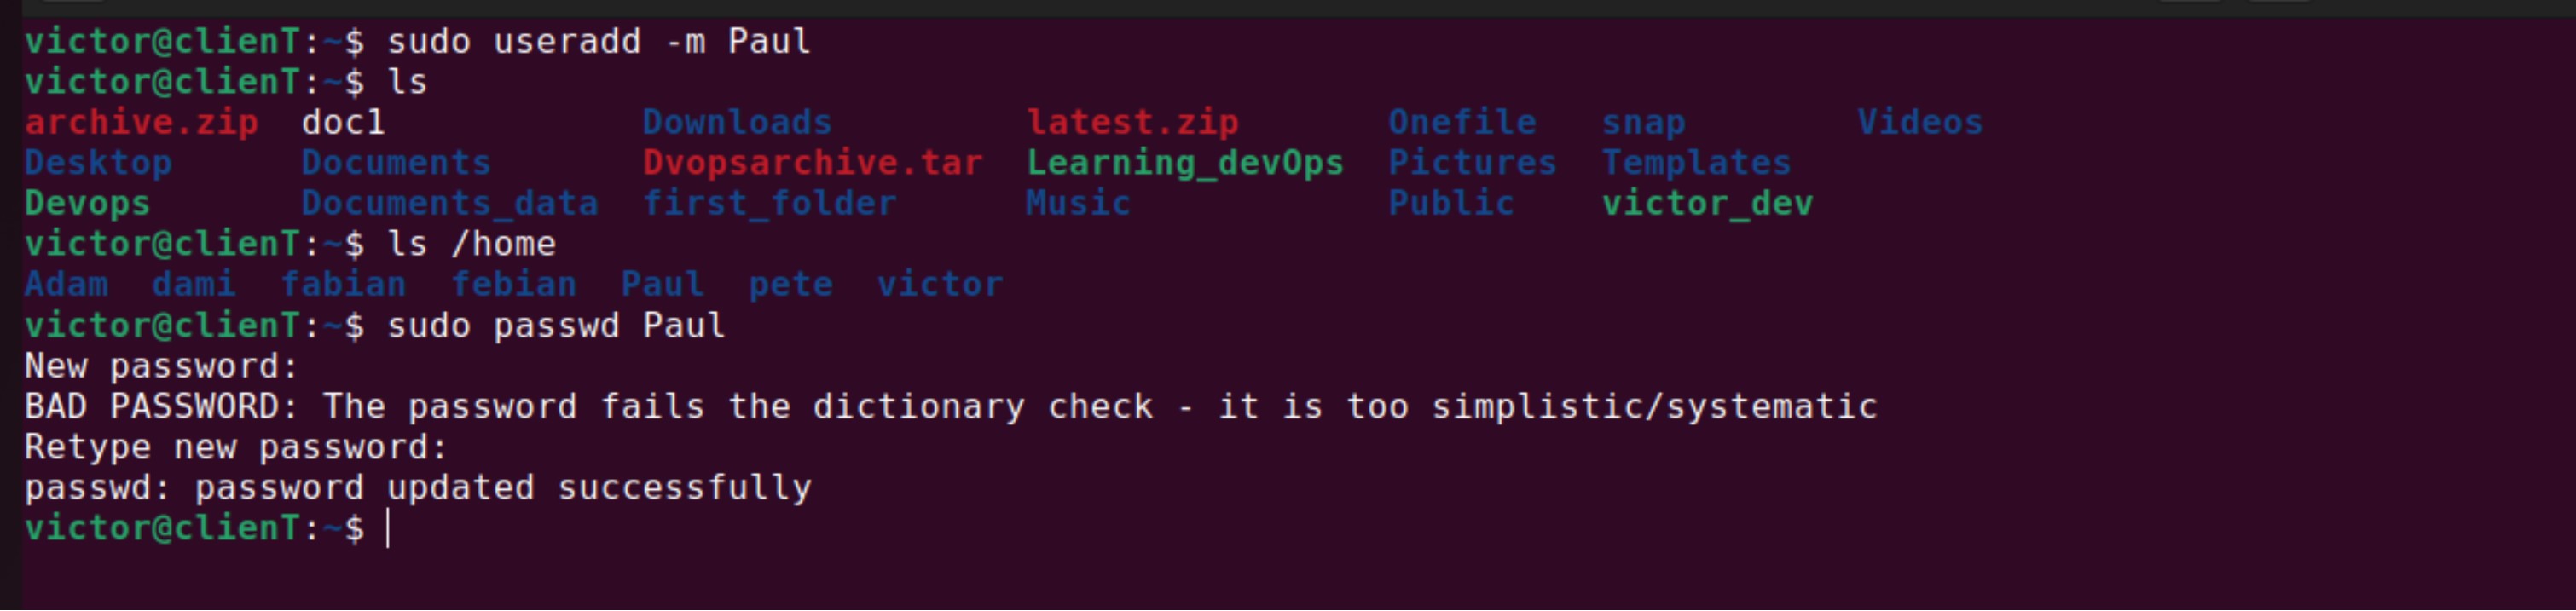 victor@clienT:~$ sudo useradd -m Paul
victor@clienT:~$ ls
archive.zip  doc1            Downloads         latest.zip      Onefile   snap        Videos
Desktop      Documents       Dvopsarchive.tar  Learning_devOps  Pictures  Templates
Devops       Documents_data  first_folder      Music           Public    victor_dev
victor@clienT:~$ ls /home
Adam  dami  fabian  febian  Paul  pete  victor
victor@clienT:~$ sudo passwd Paul
New password:
BAD PASSWORD: The password fails the dictionary check - it is too simplistic/systematic
Retype new password:
passwd: password updated successfully
victor@clienT:~$